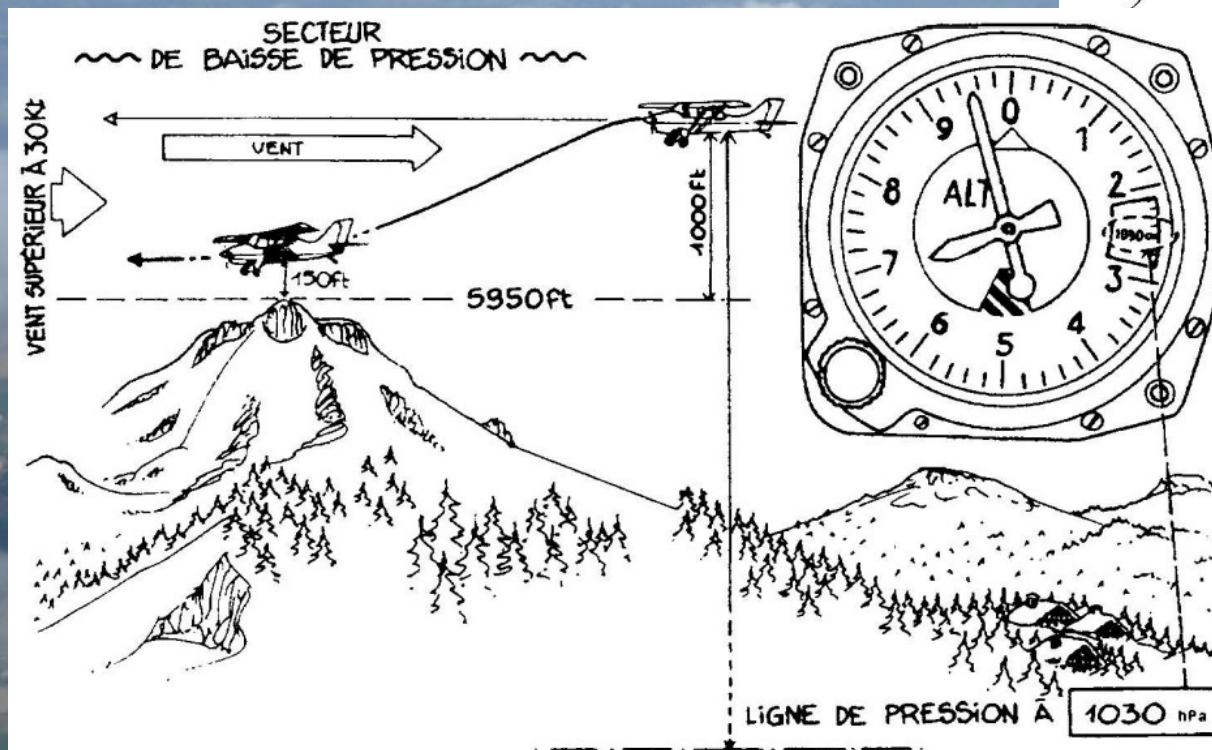 SECTEUR
DE BAISSE DE PRESSION
VENT SUPÉRIEUR À 30Kt
VENT
1000Ft
150ft
5950ft
ALT
0
1
2
3
4
5
6
7
8
9
LIGNE DE PRESSION À 1030 hPa